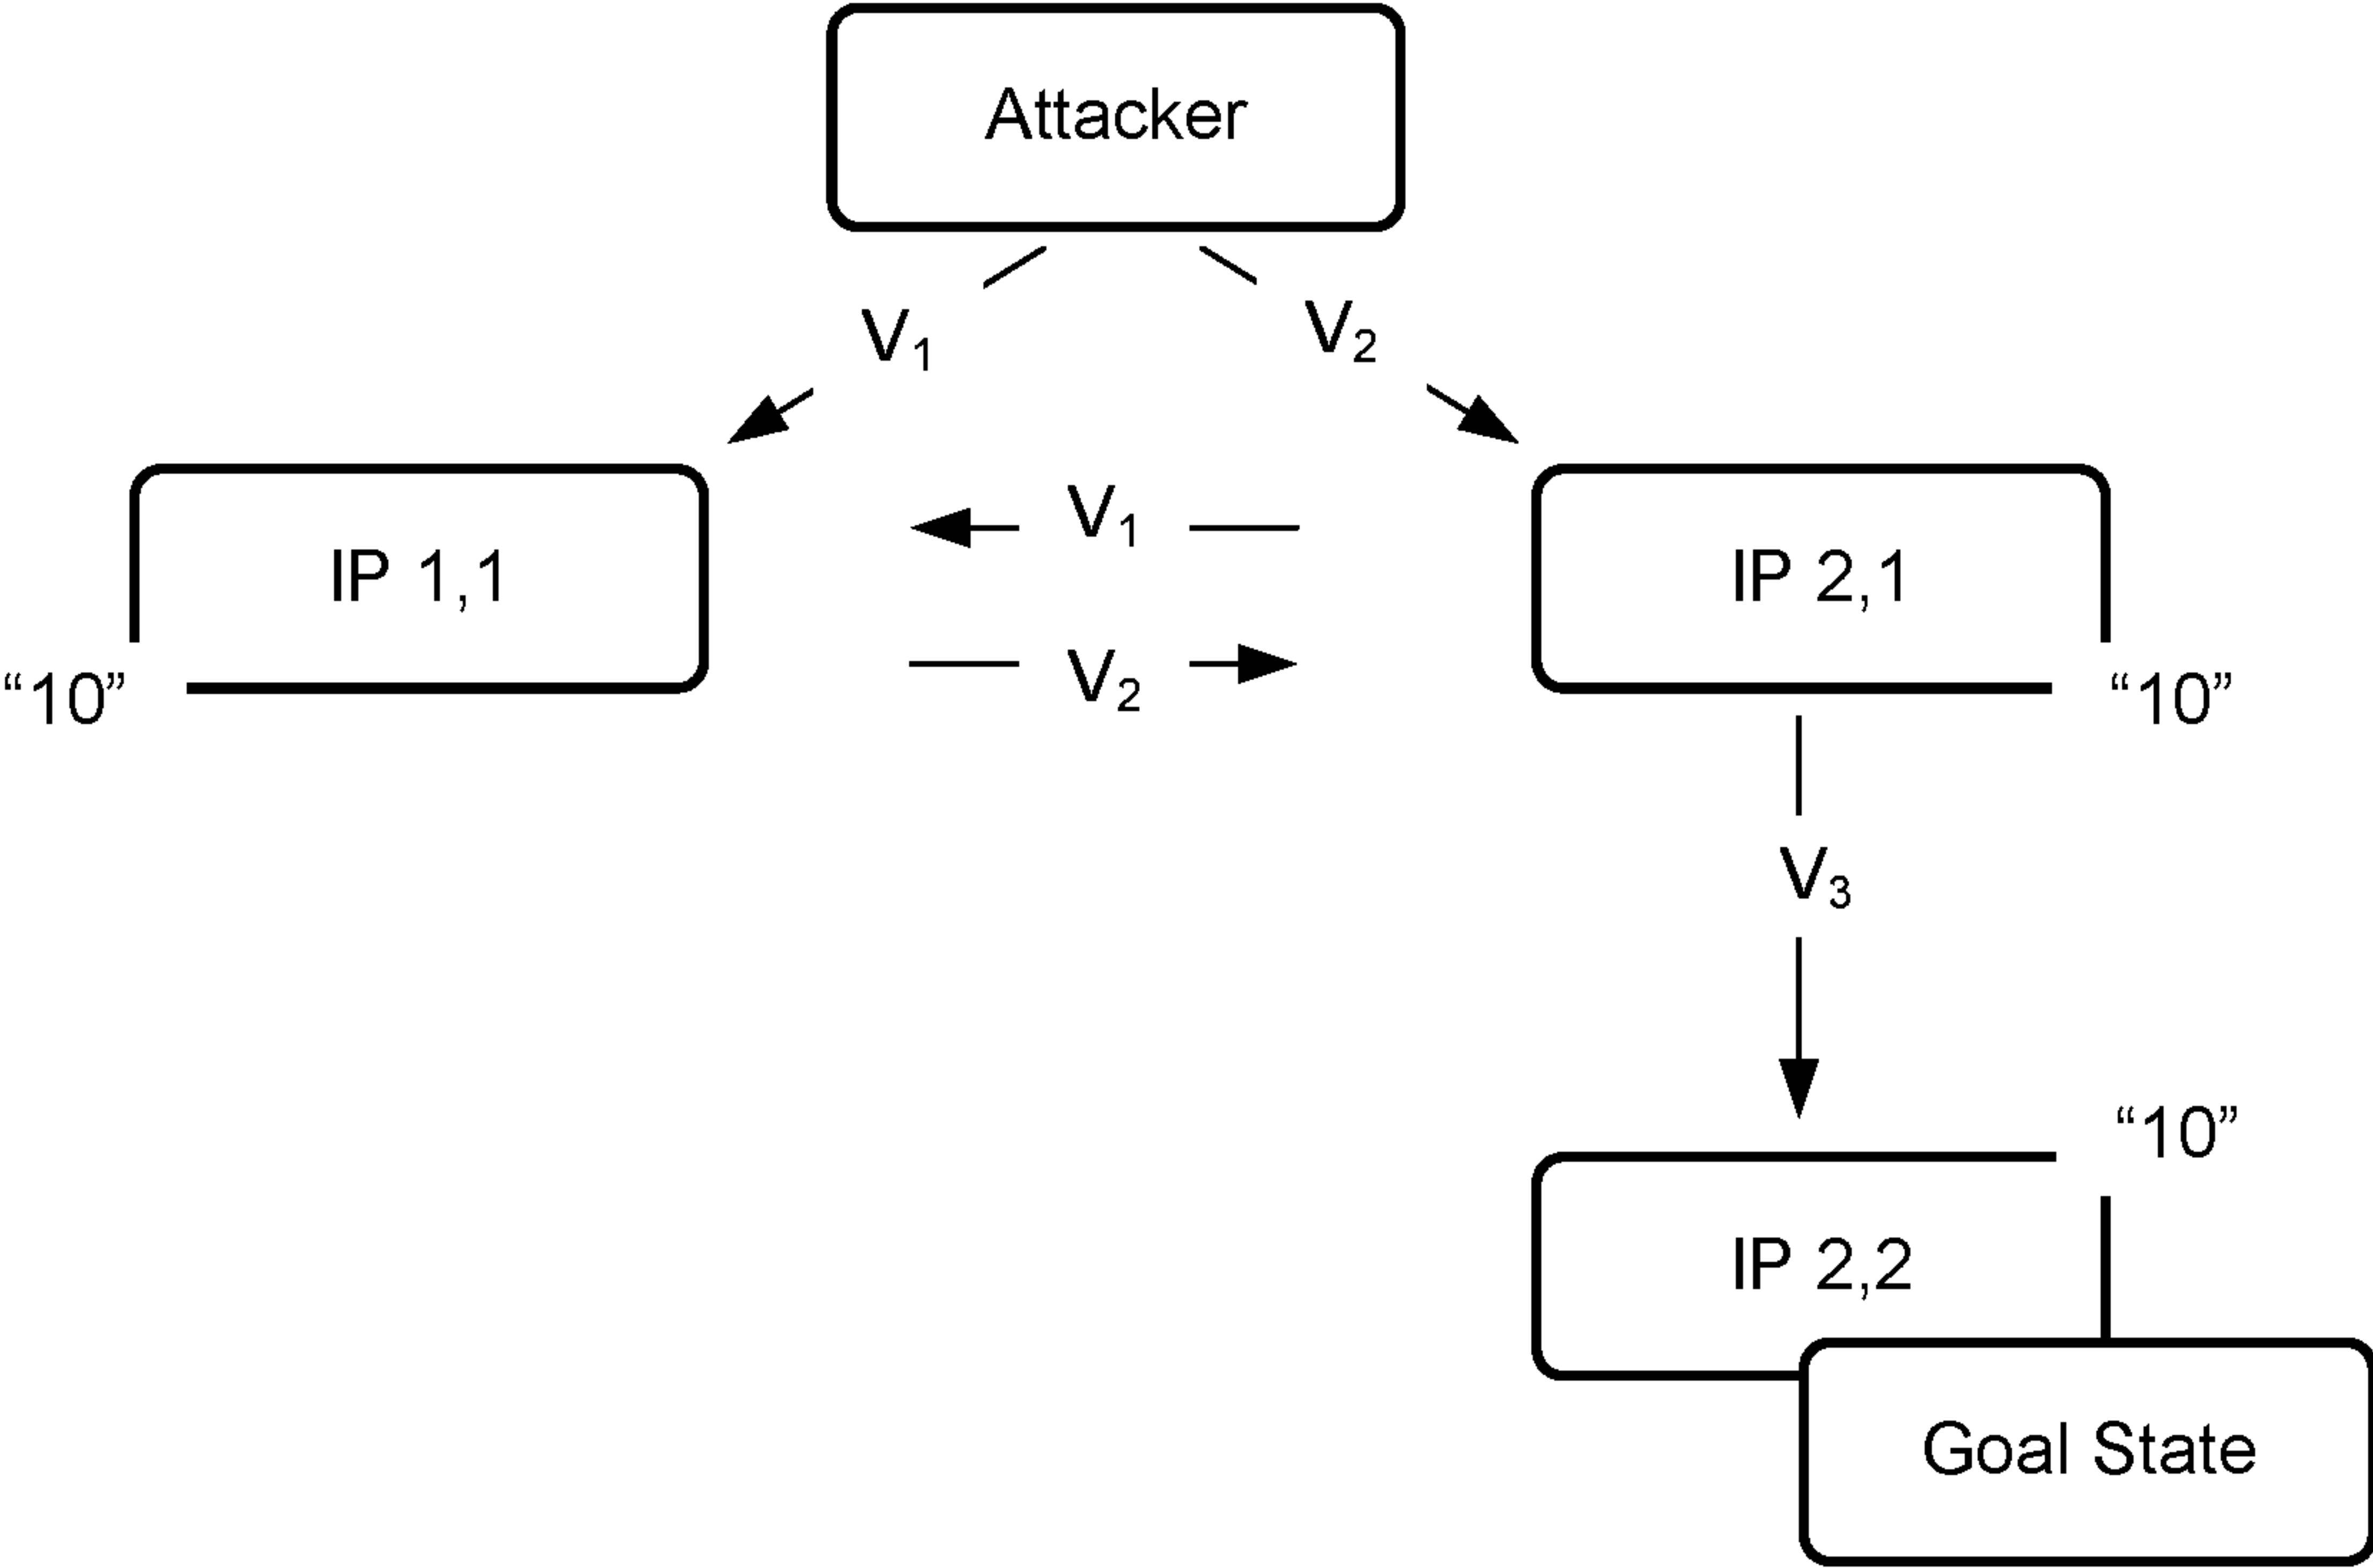 Attacker
V₁
V₂
V₁
IP 1,1
IP 2,1
V₂
“10”
“10”
V₃
“10”
IP 2,2
Goal State